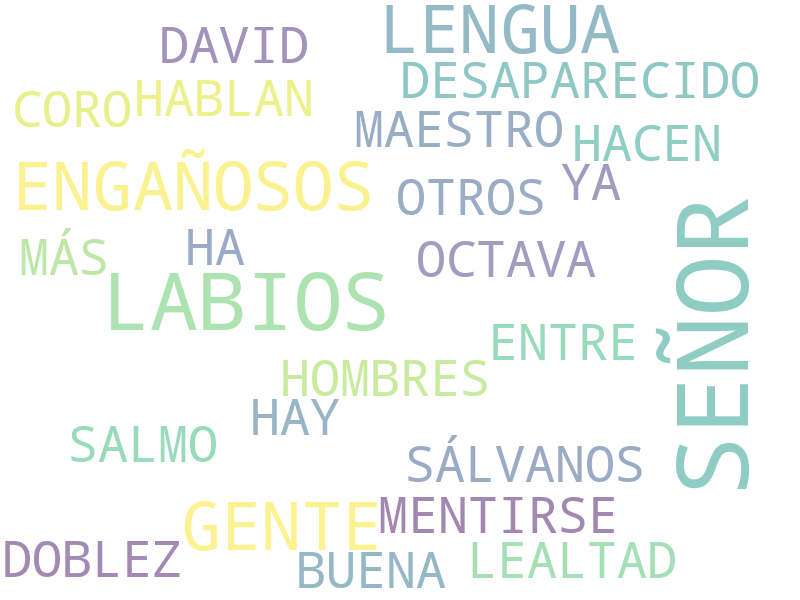 LENGUA
DAVID
DESAPARECIDO
CORO
HABLAN
MAESTRO
HACEN
ENGAÑOSOS
OTROS
YA
MÁS
HA
OCTAVA
SEÑOR
LABIOS
ENTRE
HOMBRES
HAY
SALMO
SÁLVANOS
GENTE
MENTIRSE
DOBLEZ
BUENA
LEALTAD